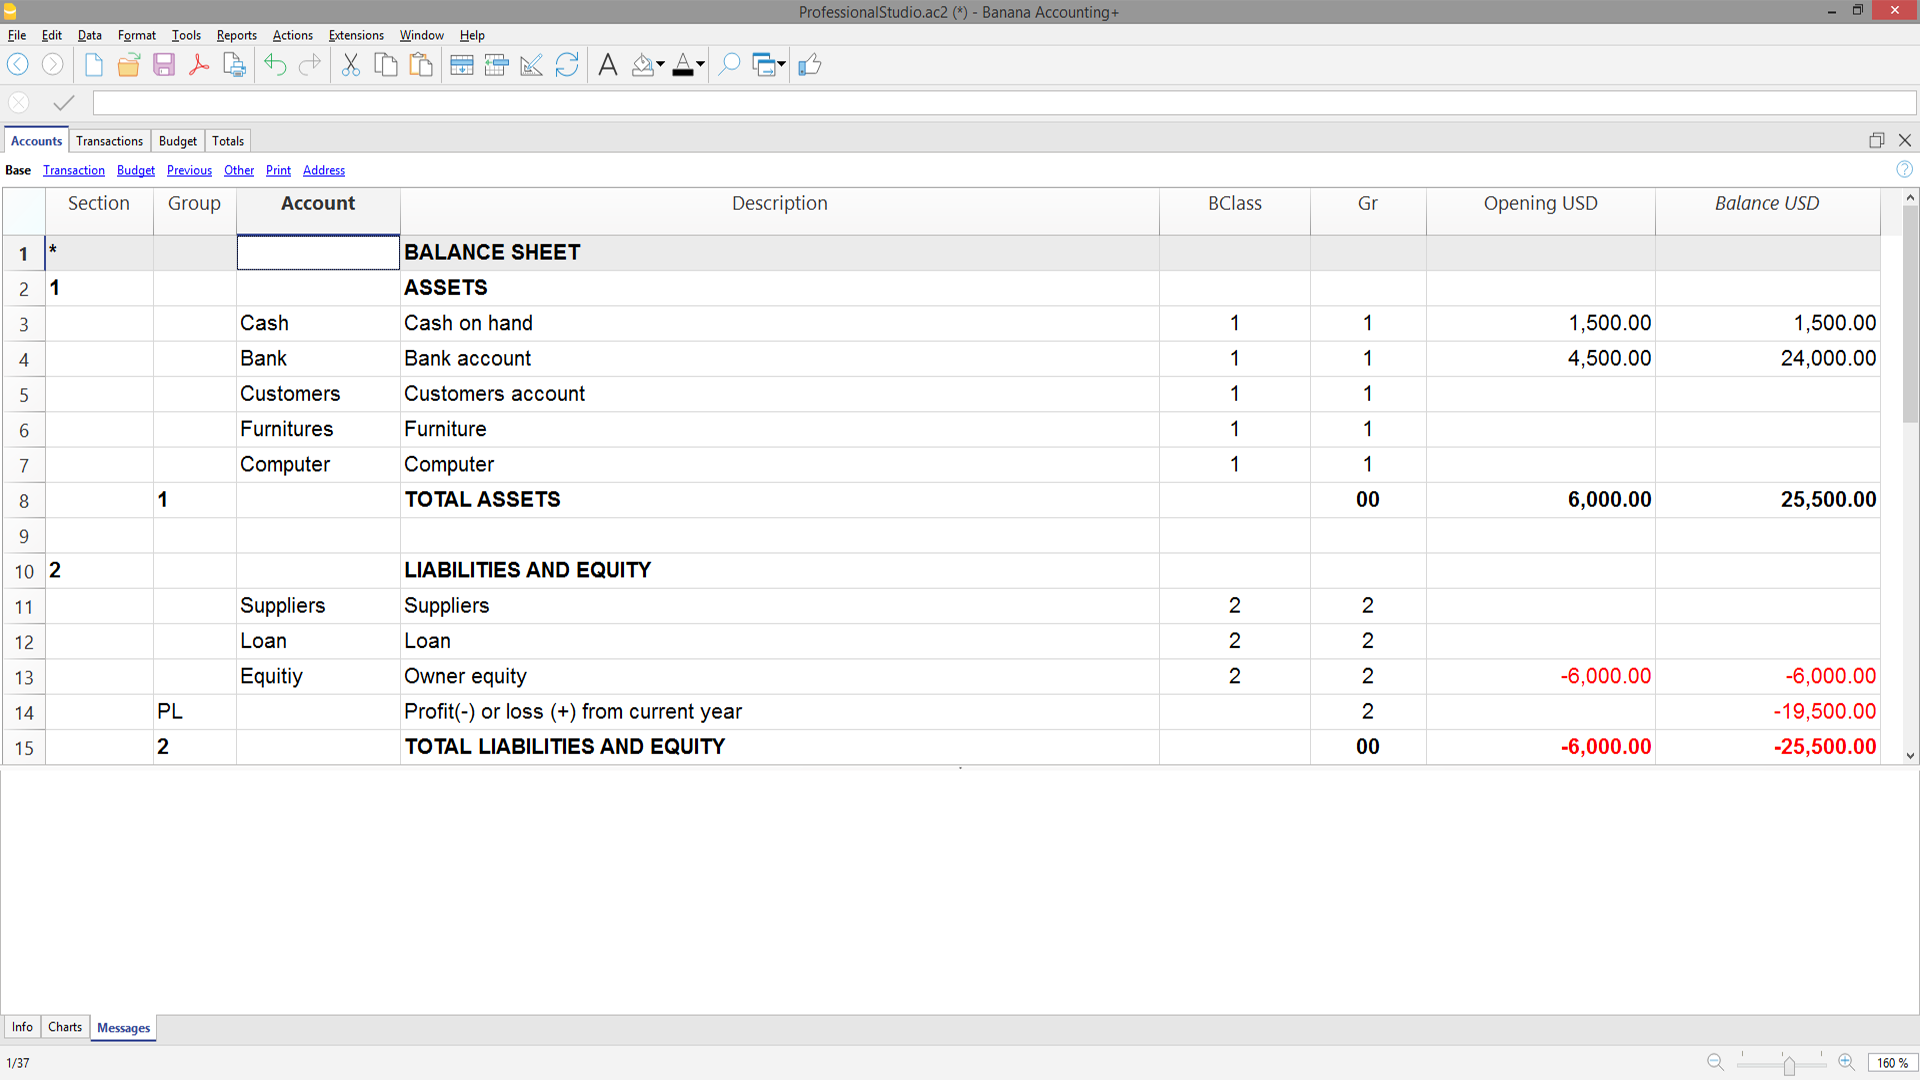 ProfessionalStudio.ac2 (*) - Banana Accounting+
File Edit Data Format Tools Reports Actions Extensions Window Help
Accounts Transactions Budget Totals
Base Transaction Budget Previous Other Print Address
Section Group Account Description BClass Gr Opening USD Balance USD
1 * BALANCE SHEET
2 1 ASSETS
3 Cash Cash on hand 1 1 1,500.00 1,500.00
4 Bank Bank account 1 1 4,500.00 24,000.00
5 Customers Customers account 1 1
6 Furnitures Furniture 1 1
7 Computer Computer 1 1
8 1 TOTAL ASSETS 00 6,000.00 25,500.00
9
10 2 LIABILITIES AND EQUITY
11 Suppliers Suppliers 2 2
12 Loan Loan 2 2
13 Equitiy Owner equity 2 2 -6,000.00 -6,000.00
14 PL Profit(-) or loss (+) from current year 2 -19,500.00
15 2 TOTAL LIABILITIES AND EQUITY 00 -6,000.00 -25,500.00
Info Charts Messages
1/37 160 %